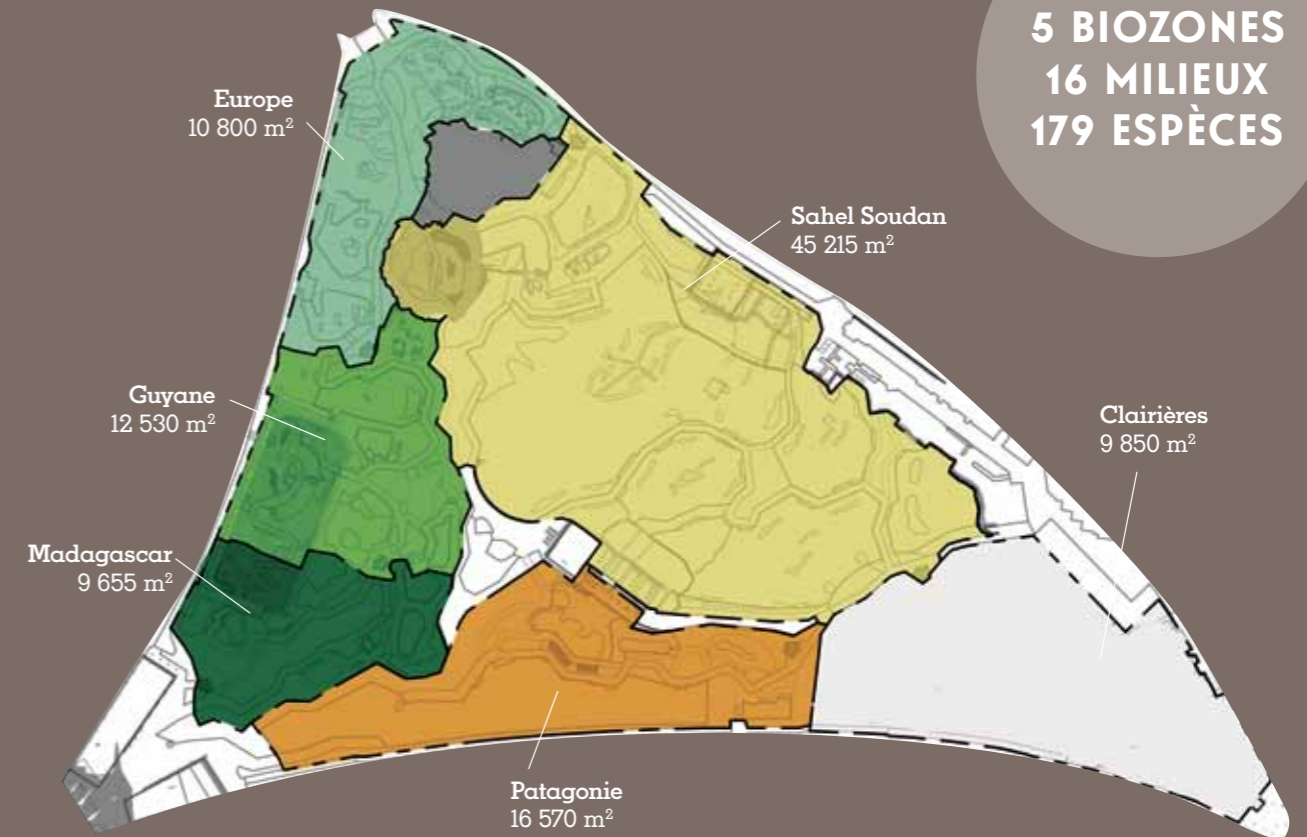 5 BIOZONES
16 MILIEUX
179 ESPÈCES
Europe
10 800 m²
Sahel Soudan
45 215 m²
Guyane
12 530 m²
Clairières
9 850 m²
Madagascar
9 655 m²
Patagonie
16 570 m²